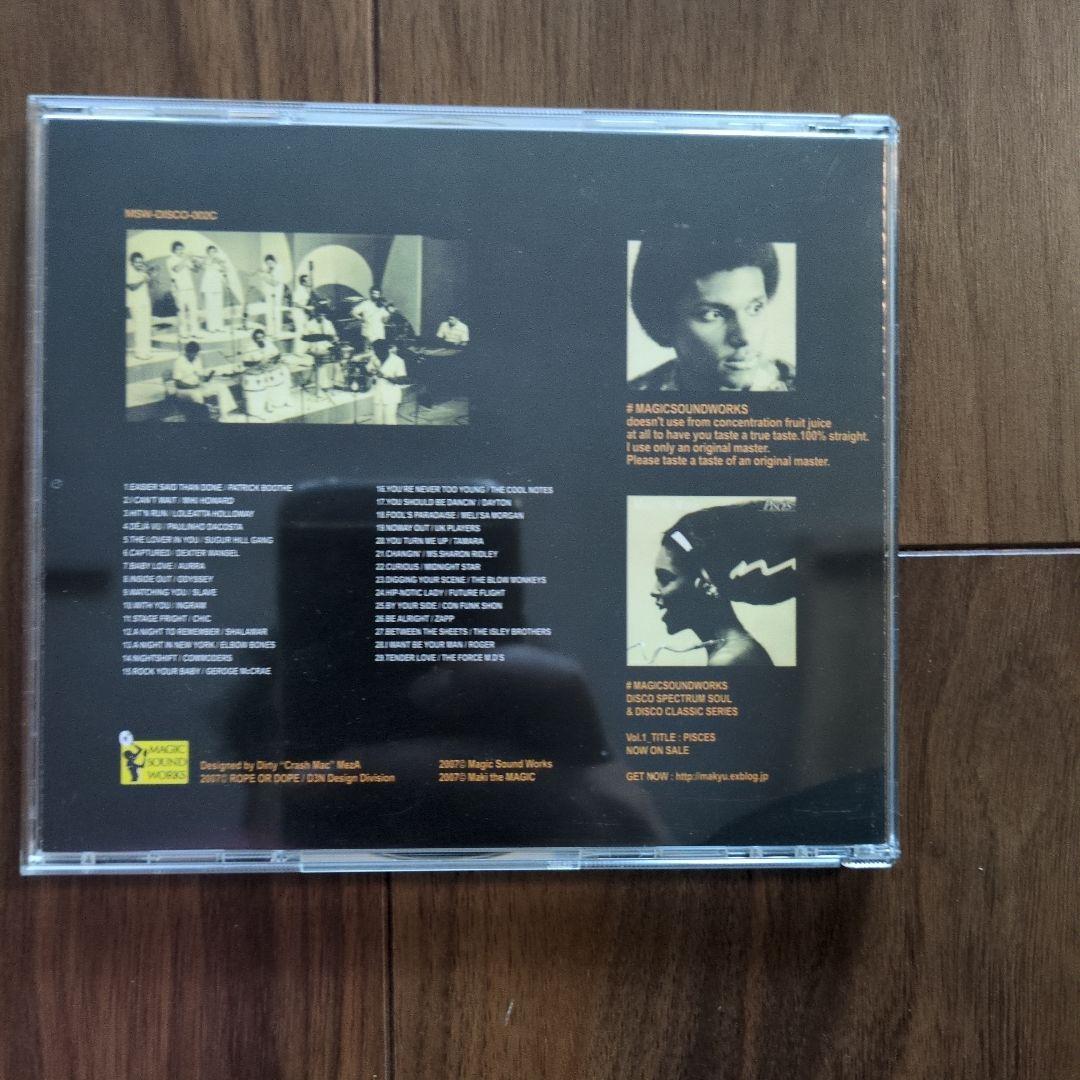 MSW-DISCO-002C
1.EASIER SAID THAN DONE / PATRICK BOOTHE
2.I CAN'T WAIT / MIKI HOWARD
3.HIT'N RUN / LOLEATTA HOLLOWAY
4.DÉJÀ VU / PAULINHO DACOSTA
5.THE LOVER IN YOU / SUGUR HILL GANG
6.CAPTURED / DEXTER WANSEL
7.BABY LOVE / AURRA
8.INSIDE OUT / ODYSSEY
9.WATCHING YOU / SLAVE
10.WITH YOU / INGRAM
11.STAGE FRIGHT / CHIC
12.A NIGHT TO REMEMBER / SHALAMAR
13.A NIGHT IN NEW YORK / ELBOW BONES
14.NIGHTSHIFT / COMMODERS
15.ROCK YOUR BABY / GEROGE McCRAE
16.YOU'RE NEVER TOO YOUNG / THE COOL NOTES
17.YOU SHOULD BE DANCIN' / DAYTON
18.FOOL'S PARADAISE / MELI'SA MORGAN
19.NOWAY OUT / UK PLAYERS
20.YOU TURN ME UP / TAMARA
21.CHANGIN' / MS.SHARON RIDLEY
22.CURIOUS / MIDNIGHT STAR
23.DIGGING YOUR SCENE / THE BLOW MONKEYS
24.HIP-NOTIC LADY / FUTURE FLIGHT
25.BY YOUR SIDE / CON FUNK SHON
26.BE ALRIGHT / ZAPP
27.BETWEEN THE SHEETS / THE ISLEY BROTHERS
28.I WANT BE YOUR MAN / ROGER
29.TENDER LOVE / THE FORCE M.D'S
# MAGICSOUNDWORKS
doesn't use from concentration fruit juice
at all to have you taste a true taste.100% straight.
I use only an original master.
Please taste a taste of an original master.
Pisces
# MAGICSOUNDWORKS
DISCO SPECTRUM SOUL
& DISCO CLASSIC SERIES
Vol.1_TITLE : PISCES
NOW ON SALE
GET NOW : http://makyu.exblog.jp
MAGIC
SOUND
WORKS
Designed by Dirty "Crash Mac" MezA
2007© ROPE OR DOPE / D3N Design Division
2007© Magic Sound Works
2007© Maki the MAGIC